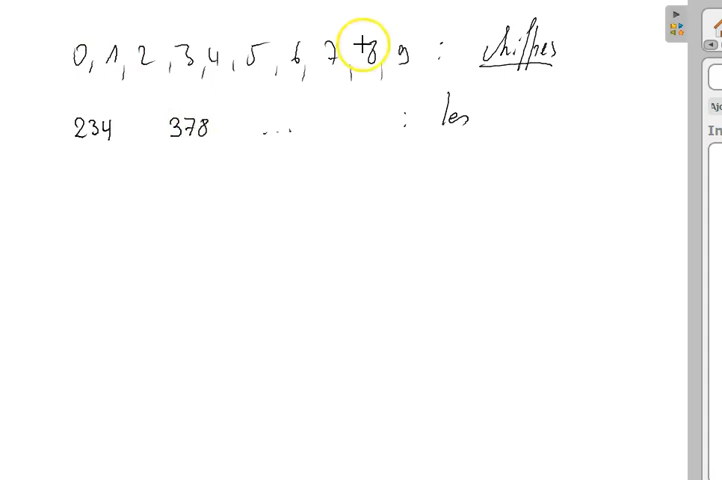 0, 1, 2, 3, 4, 5, 6, 7, 8, 9 : chiffres
234 378 ... : les